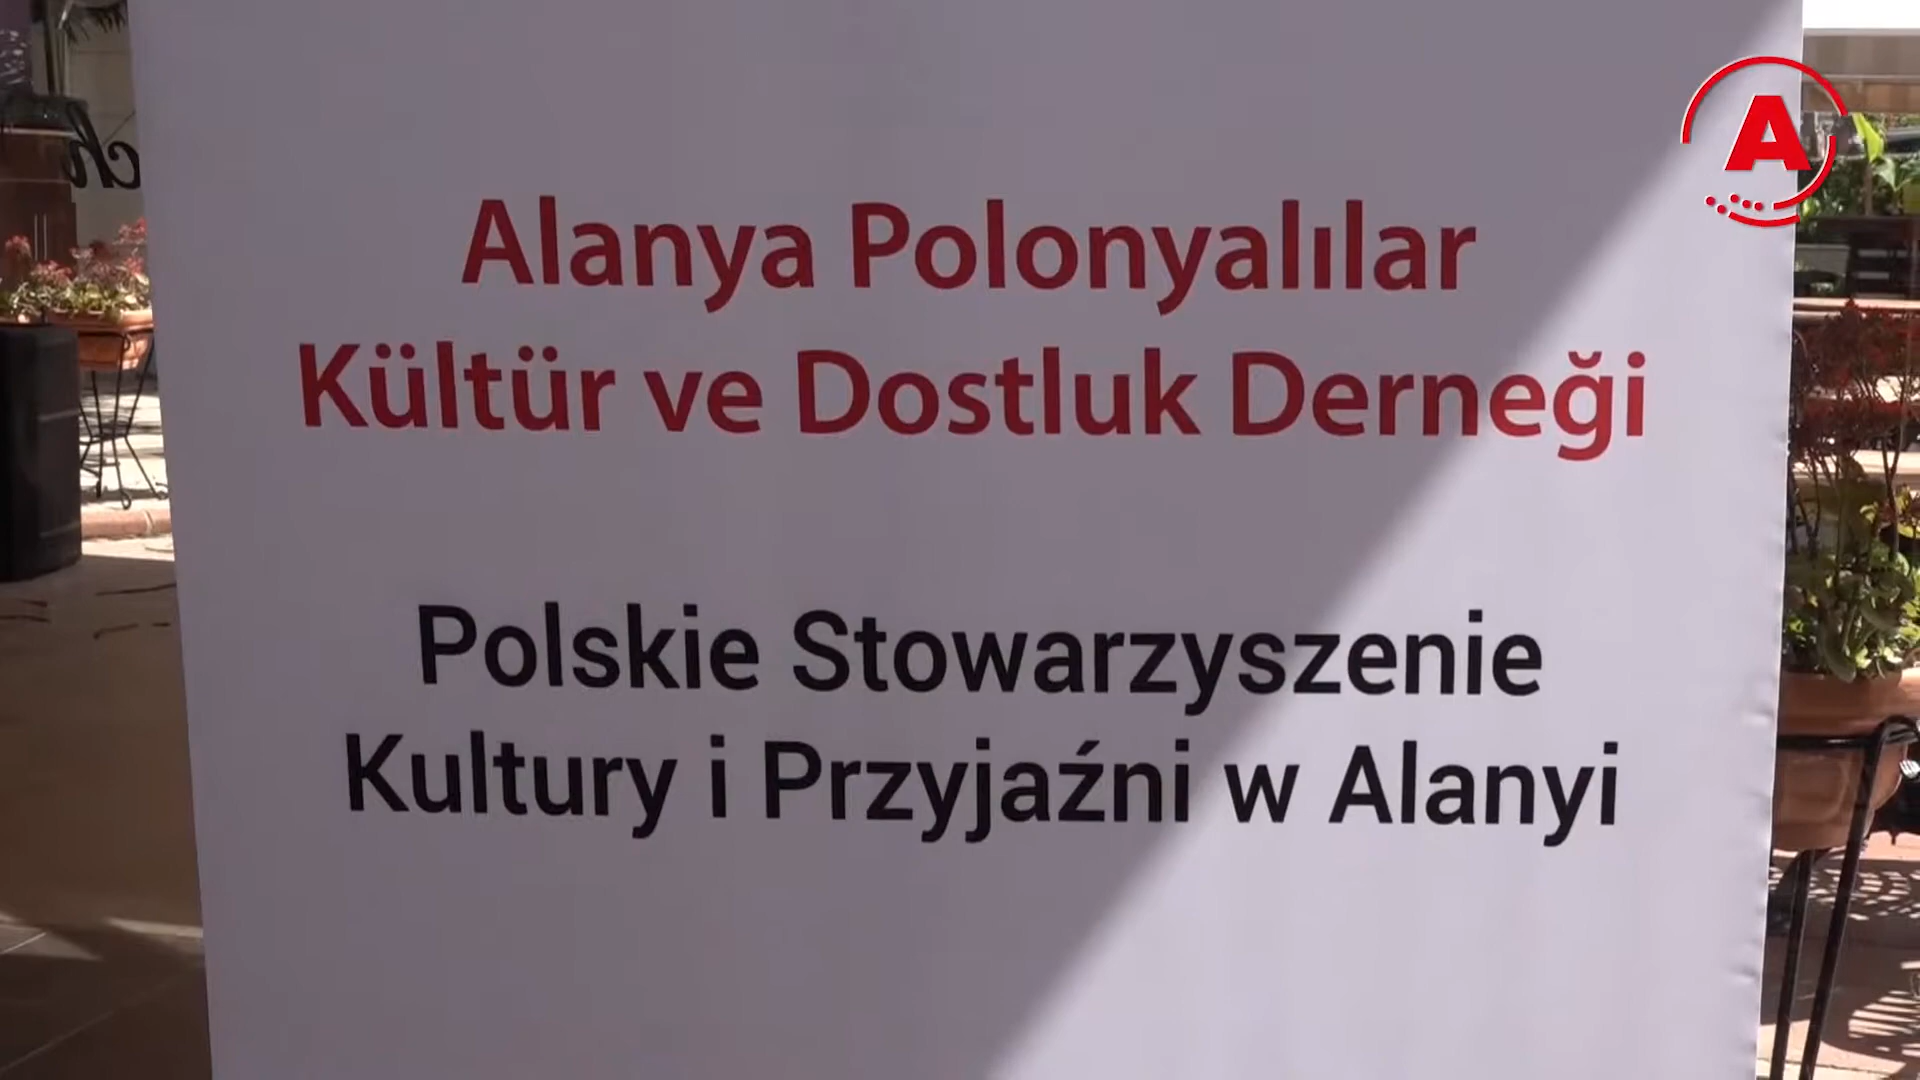 A
Alanya Polonyalılar
Kültür ve Dostluk Derneği
Polskie Stowarzyszenie
Kultury i Przyjaźni w Alanyi